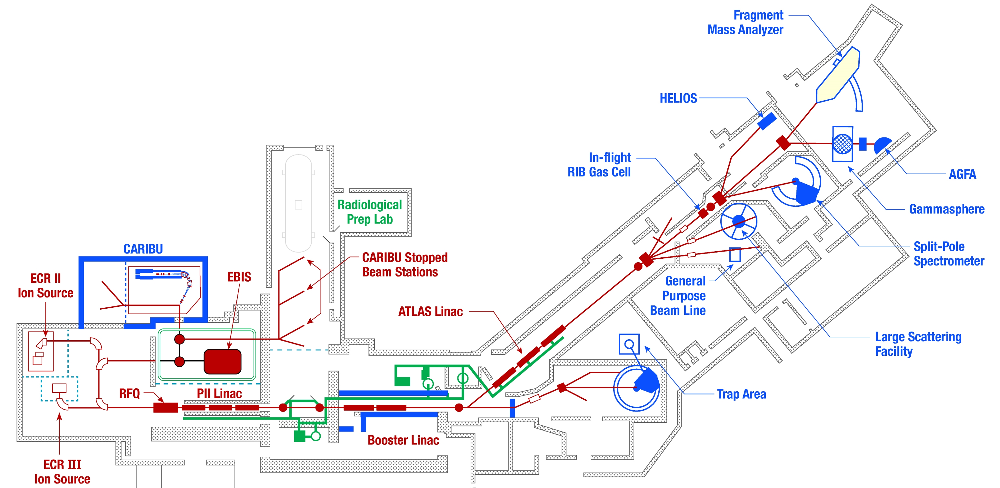 Fragment
Mass Analyzer
HELIOS
In-flight
RIB Gas Cell
AGFA
Radiological
Prep Lab
Gammasphere
CARIBU
Split-Pole
Spectrometer
CARIBU Stopped
Beam Stations
ECR II
Ion Source
EBIS
General
Purpose
Beam Line
ATLAS Linac
Large Scattering
Facility
RFQ
PII Linac
Trap Area
Booster Linac
ECR III
Ion Source